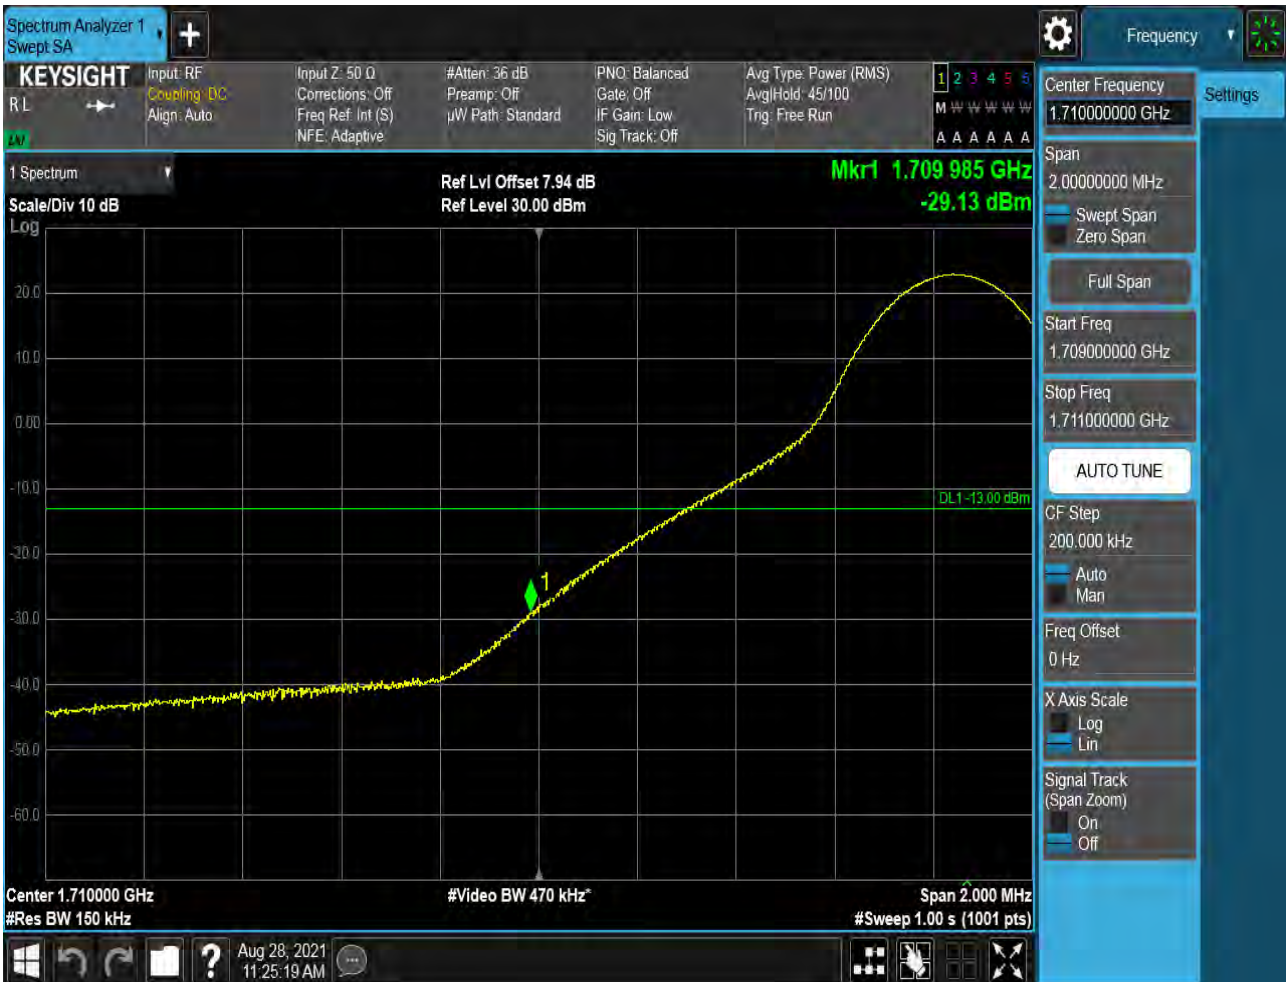 Spectrum Analyzer 1
Swept SA
+
Frequency
KEYSIGHT
Input: RF
Input Z: 50 Ω
#Atten: 36 dB
PNO: Balanced
Avg Type: Power (RMS)
1 2 3 4 5 6
R L
Coupling: DC
Corrections: Off
Preamp: Off
Gate: Off
Avg|Hold: 45/100
M W W W W W
Align: Auto
Freq Ref: Int (S)
µW Path: Standard
IF Gain: Low
Trig: Free Run
NFE: Adaptive
Sig Track: Off
A A A A A A
1 Spectrum
Ref Lvl Offset 7.94 dB
Mkr1 1.709 985 GHz
Scale/Div 10 dB
Ref Level 30.00 dBm
-29.13 dBm
Log
20.0
10.0
0.00
-10.0
DL1 -13.00 dBm
-20.0
1
-30.0
-40.0
-50.0
-60.0
Center 1.710000 GHz
#Video BW 470 kHz*
Span 2.000 MHz
#Res BW 150 kHz
#Sweep 1.00 s (1001 pts)
Center Frequency
1.710000000 GHz
Settings
Span
2.00000000 MHz
Swept Span
Zero Span
Full Span
Start Freq
1.709000000 GHz
Stop Freq
1.711000000 GHz
AUTO TUNE
CF Step
200.000 kHz
Auto
Man
Freq Offset
0 Hz
X Axis Scale
Log
Lin
Signal Track
(Span Zoom)
On
Off
?
Aug 28, 2021
11:25:19 AM